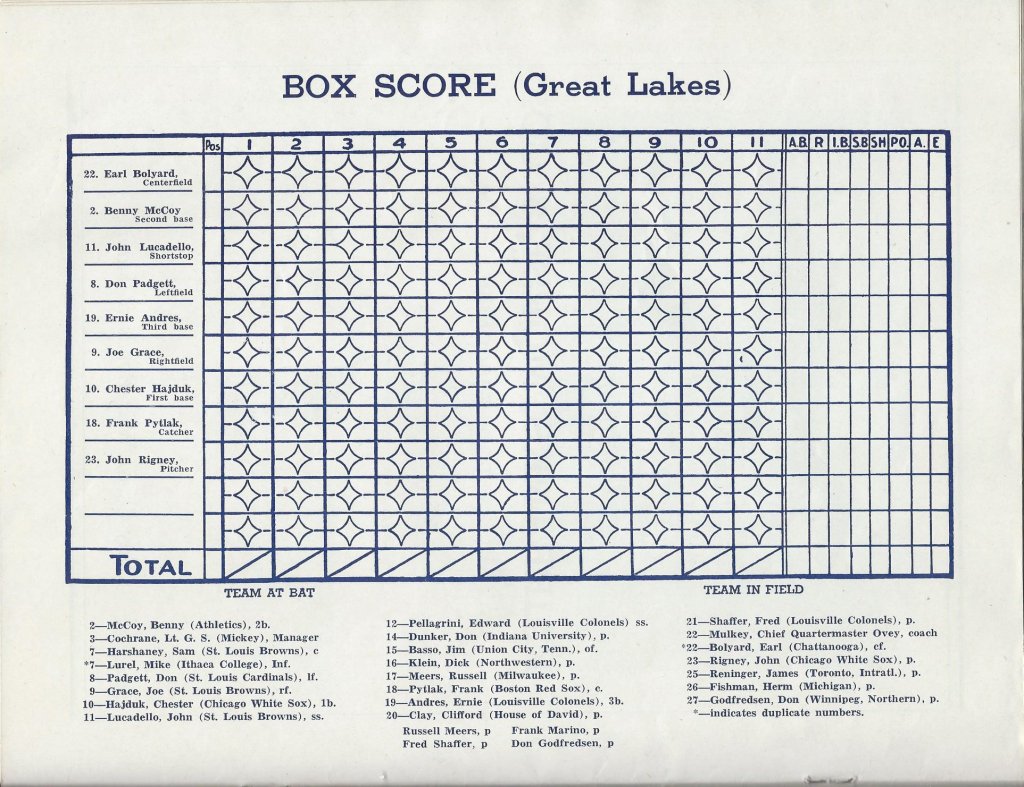 BOX SCORE (Great Lakes)
Pos 1 2 3 4 5 6 7 8 9 10 11 A.B. R I.B. S.B SH P.O. A. E
22. Earl Bolyard,
Centerfield
2. Benny McCoy
Second base
11. John Lucadello,
Shortstop
8. Don Padgett,
Leftfield
19. Ernie Andres,
Third base
9. Joe Grace,
Rightfield
10. Chester Hajduk,
First base
18. Frank Pytlak,
Catcher
23. John Rigney,
Pitcher
TOTAL
TEAM AT BAT
TEAM IN FIELD
2—McCoy, Benny (Athletics), 2b.
3—Cochrane, Lt. G. S. (Mickey), Manager
7—Harshaney, Sam (St. Louis Browns), c
*7—Lurel, Mike (Ithaca College), Inf.
8—Padgett, Don (St. Louis Cardinals), lf.
9—Grace, Joe (St. Louis Browns), rf.
10—Hajduk, Chester (Chicago White Sox), 1b.
11—Lucadello, John (St. Louis Browns), ss.
12—Pellagrini, Edward (Louisville Colonels) ss.
14—Dunker, Don (Indiana University), p.
15—Basso, Jim (Union City, Tenn.), of.
16—Klein, Dick (Northwestern), p.
17—Meers, Russell (Milwaukee), p.
18—Pytlak, Frank (Boston Red Sox), c.
19—Andres, Ernie (Louisville Colonels), 3b.
20—Clay, Clifford (House of David), p.
Russell Meers, p Frank Marino, p
Fred Shaffer, p Don Godfredsen, p
21—Shaffer, Fred (Louisville Colonels), p.
22—Mulkey, Chief Quartermaster Ovey, coach
*22—Bolyard, Earl (Chattanooga), cf.
23—Rigney, John (Chicago White Sox), p.
25—Reninger, James (Toronto, Intratl.), p.
26—Fishman, Herm (Michigan), p.
27—Godfredsen, Don (Winnipeg, Northern), p.
*—indicates duplicate numbers.